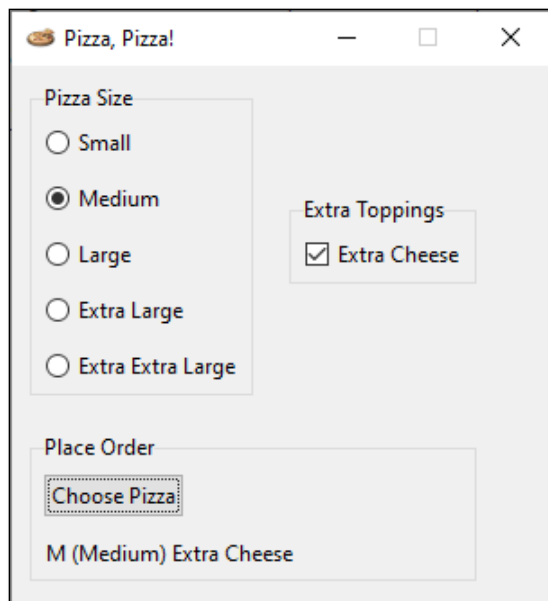 Pizza, Pizza!
Pizza Size
Small
Medium
Large
Extra Large
Extra Extra Large
Extra Toppings
Extra Cheese
Place Order
Choose Pizza
M (Medium) Extra Cheese